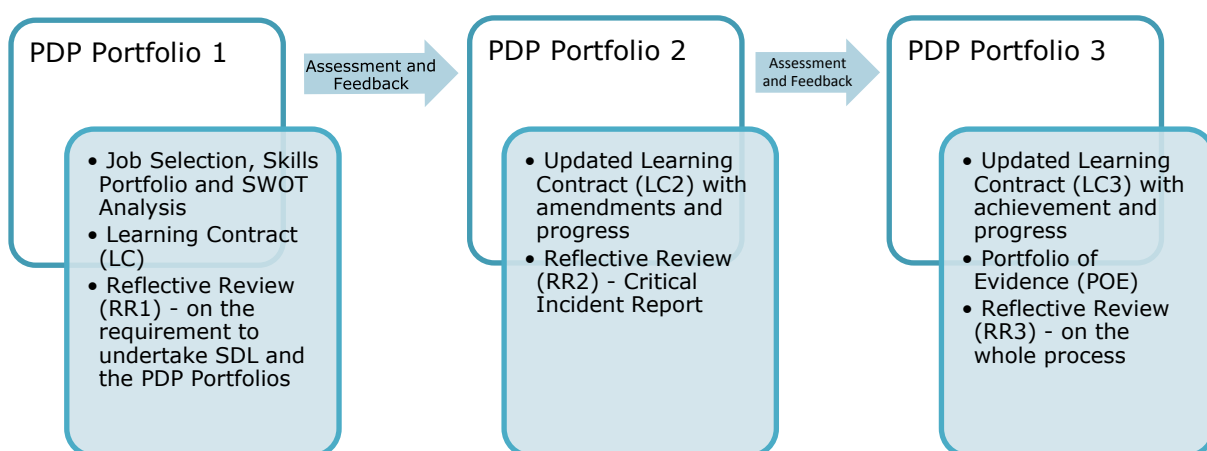 PDP Portfolio 1
• Job Selection, Skills
Portfolio and SWOT
Analysis
• Learning Contract
(LC)
• Reflective Review
(RR1) - on the
requirement to
undertake SDL and
the PDP Portfolios
Assessment and
Feedback
PDP Portfolio 2
• Updated Learning
Contract (LC2) with
amendments and
progress
• Reflective Review
(RR2) - Critical
Incident Report
Assessment
and Feedback
PDP Portfolio 3
• Updated Learning
Contract (LC3) with
achievement and
progress
• Portfolio of
Evidence (POE)
• Reflective Review
(RR3) - on the
whole process